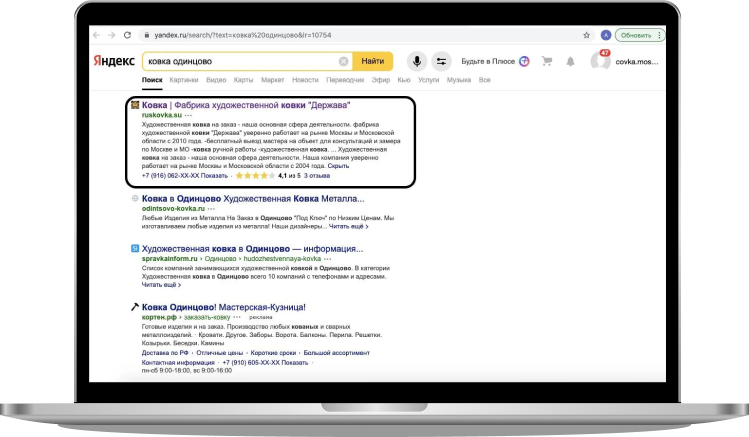 yandex.ru/search/?text=ковка%20одинцово&lr=10754
A
Обновить
Яндекс
ковка одинцово
Найти
Будьте в Плюсе
47
covka.mos...
Поиск Картинки Видео Карты Маркет Новости Переводчик Эфир Кью Услуги Музыка Все
Ковка | Фабрика художественной ковки "Держава"
ruskovka.su ···
Художественная ковка на заказ - наша основная сфера деятельности. фабрика
художественной ковки "Держава" уверенно работает на рынке Москвы и Московской
области с 2010 года. -бесплатный выезд мастера на объект для консультаций и замера
по Москве и МО -ковка ручной работы -художественная ковка. ... Художественная
ковка на заказ - наша основная сфера деятельности. Наша компания уверенно
работает на рынке Москвы и Московской области с 2004 года. Скрыть
+7 (916) 062-XX-XX Показать · 4,1 из 5 3 отзыва
Ковка в Одинцово Художественная Ковка Металла...
odintsovo-kovka.ru ···
Любые Изделия из Металла На Заказ в Одинцово "Под Ключ" по Низким Ценам. Мы
изготавливаем любые изделия из металла! Наши дизайнеры... Читать ещё >
Художественная ковка в Одинцово — информация...
spravkainform.ru › Одинцово › hudozhestvennaya-kovka ···
Список компаний занимающихся художественной ковкой в Одинцово. В категории
Художественная ковка в Одинцово всего 10 компаний с телефонами и адресами.
Читать ещё >
Ковка Одинцово! Мастерская-Кузница!
кортен.рф › заказать-ковку ··· реклама
Готовые изделия и на заказ. Производство любых кованых и сварных
металлоизделий. · Кровати. Другое. Заборы. Ворота. Балконы. Перила. Решетки.
Козырьки. Беседки. Камины
Доставка по РФ · Отличные цены · Короткие сроки · Большой ассортимент
Контактная информация · +7 (910) 605-XX-XX Показать ·
пн-сб 9:00-18:00, вс 9:00-16:00